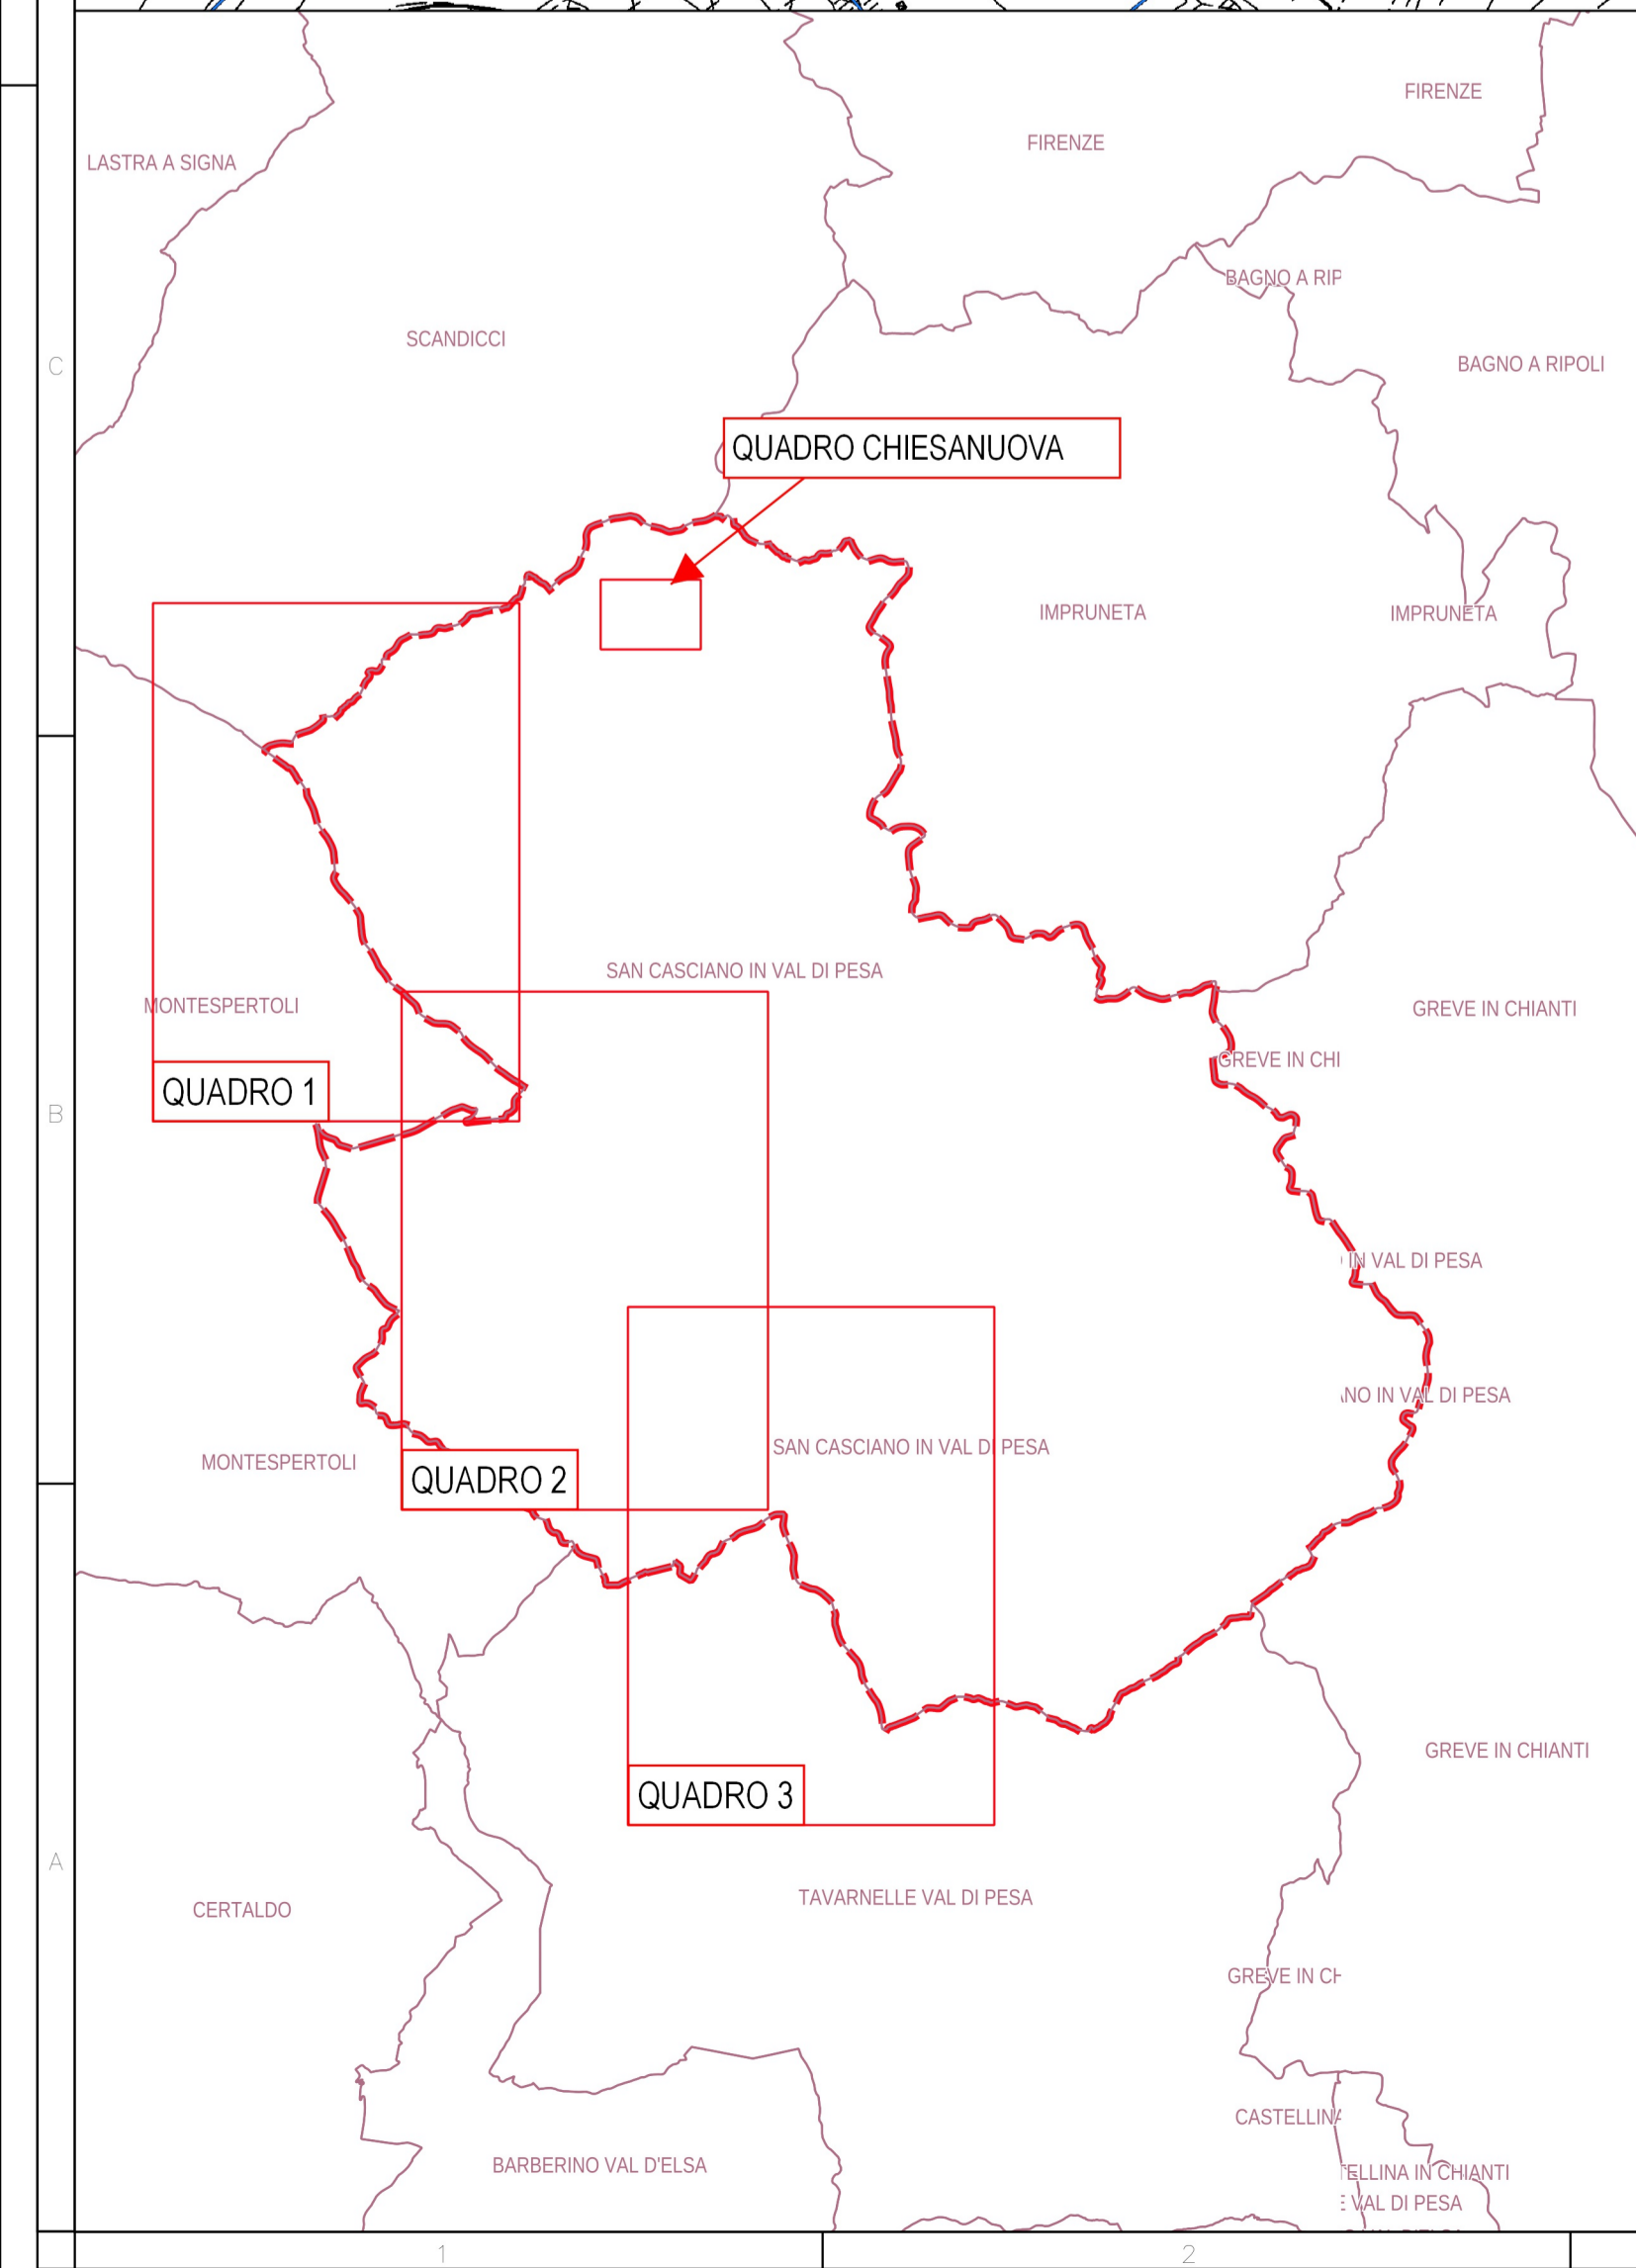 FIRENZE
FIRENZE
LASTRA A SIGNA
BAGNO A RIP
SCANDICCI
BAGNO A RIPOLI
C
QUADRO CHIESANUOVA
IMPRUNETA
IMPRUNETA
SAN CASCIANO IN VAL DI PESA
MONTESPERTOLI
GREVE IN CHIANTI
GREVE IN CHI
QUADRO 1
B
IN VAL DI PESA
ANO IN VAL DI PESA
SAN CASCIANO IN VAL DI PESA
MONTESPERTOLI
QUADRO 2
GREVE IN CHIANTI
QUADRO 3
A
TAVARNELLE VAL DI PESA
CERTALDO
GREVE IN CH
CASTELLINA
BARBERINO VAL D'ELSA
TELLINA IN CHIANTI
E VAL DI PESA
1
2